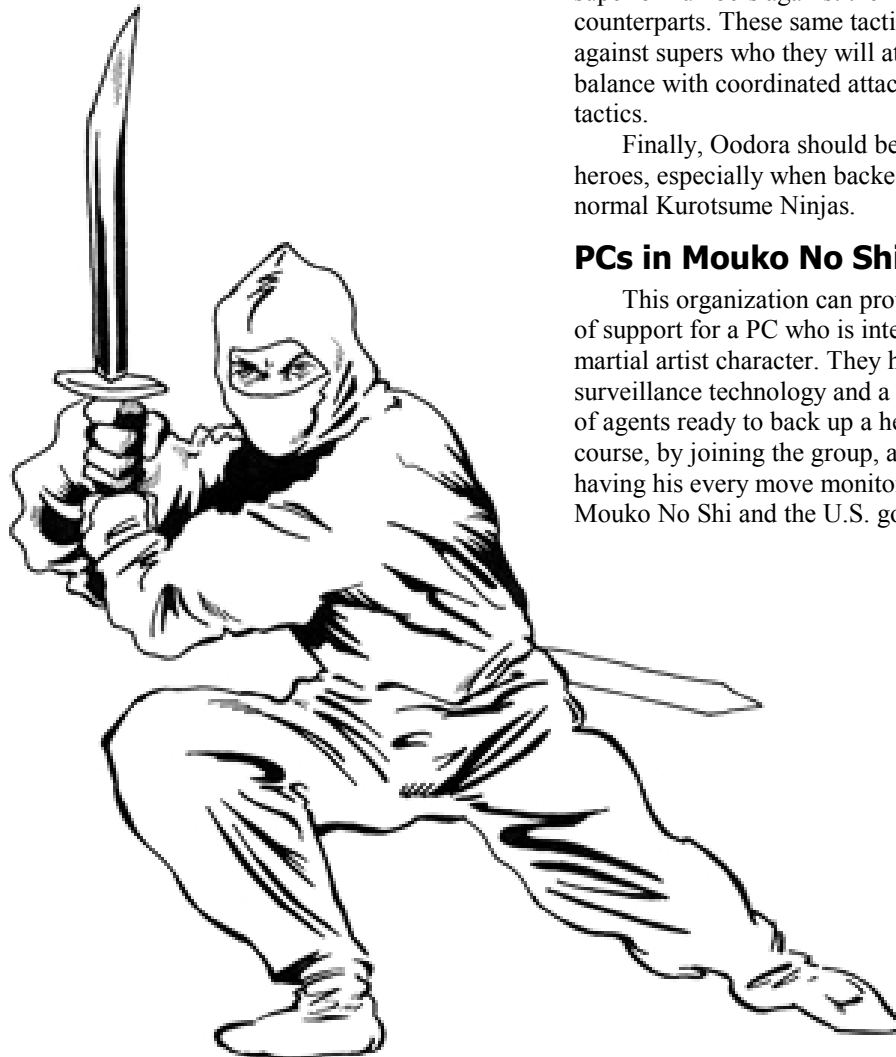 counterparts. These same tacti
against supers who they will at
balance with coordinated attac
tactics.
Finally, Oodora should be
heroes, especially when backe
normal Kurotsume Ninjas.
PCs in Mouko No Shi
This organization can pro
of support for a PC who is inte
martial artist character. They h
surveillance technology and a
of agents ready to back up a he
course, by joining the group, a
having his every move monito
Mouko No Shi and the U.S. go